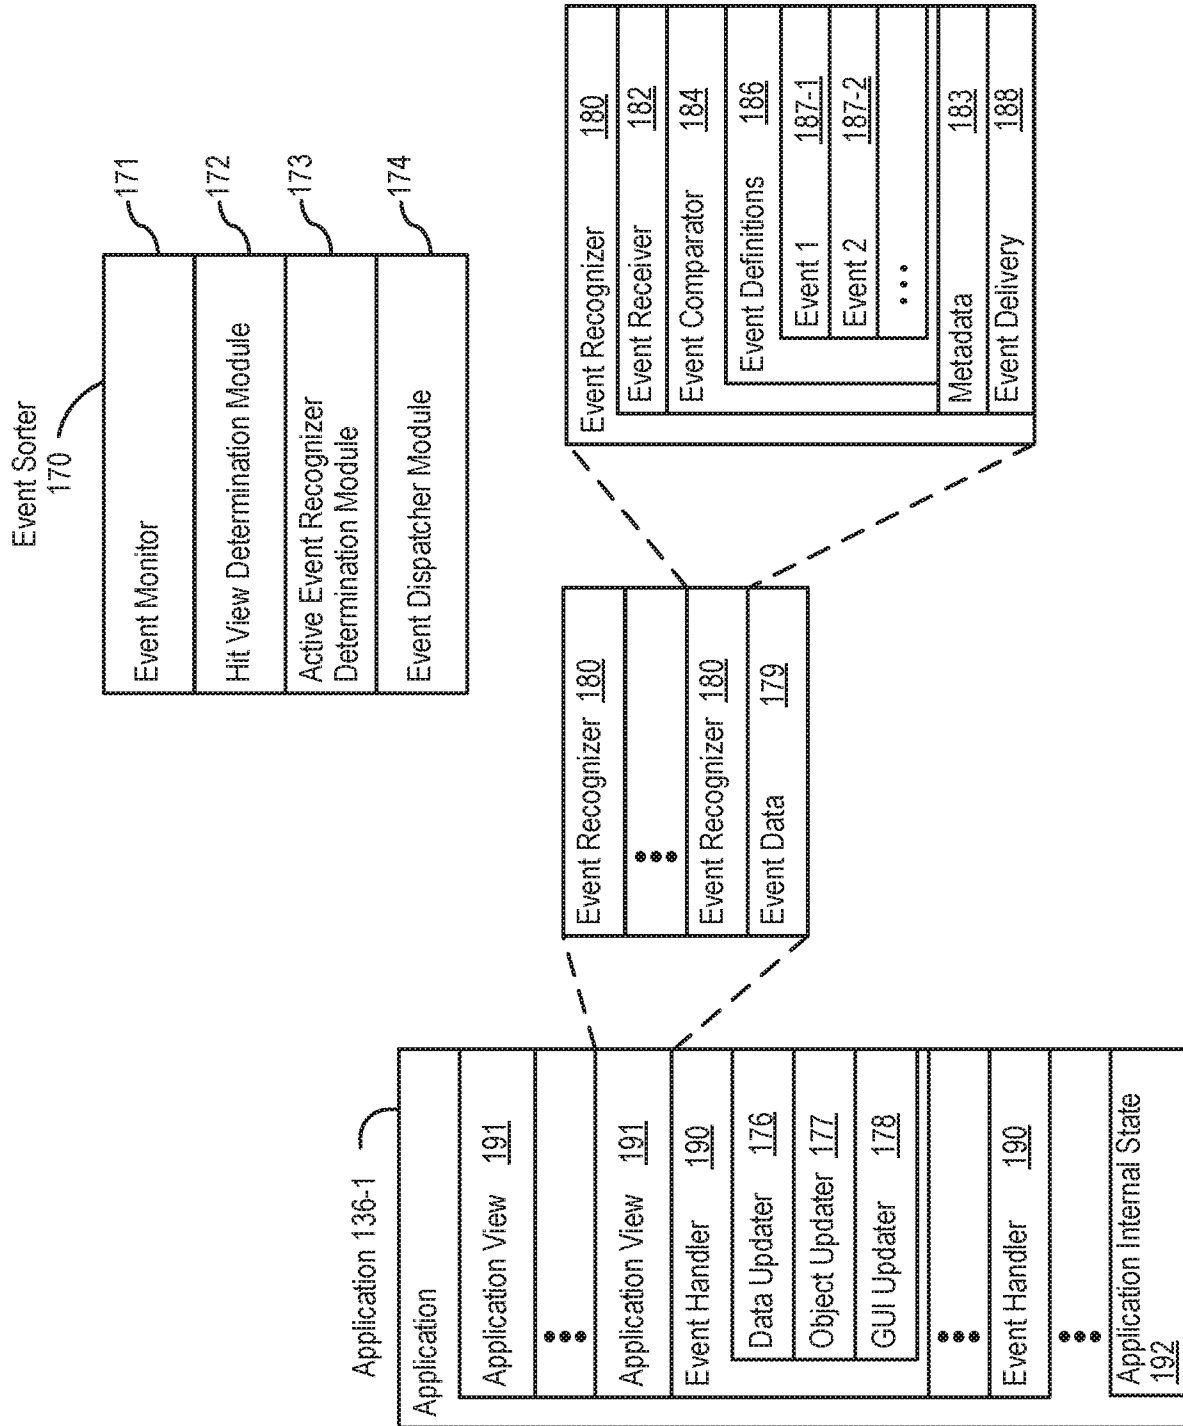 Event Sorter
170
Event Monitor
171
Hit View Determination Module
172
Active Event Recognizer
Determination Module
173
Event Dispatcher Module
174
Application 136-1
Application
Application View 191
•••
Application View 191
Event Handler 190
Data Updater 176
Object Updater 177
GUI Updater 178
•••
Event Handler 190
•••
Application Internal State
192
Event Recognizer 180
•••
Event Recognizer 180
Event Data 179
Event Recognizer 180
Event Receiver 182
Event Comparator 184
Event Definitions 186
Event 1 187-1
Event 2 187-2
•••
Metadata 183
Event Delivery 188